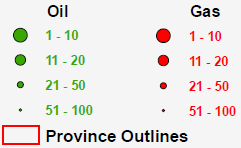 Oil Gas
1 - 10 1 - 10
11 - 20 11 - 20
21 - 50 21 - 50
51 - 100 51 - 100
Province Outlines